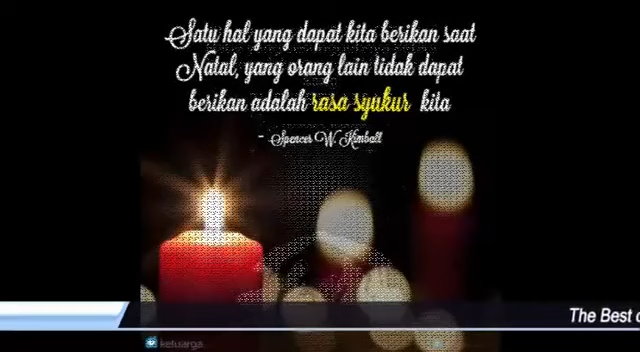 Satu hal yang dapat kita berikan saat
Natal, yang orang lain tidak dapat
berikan adalah rasa syukur kita
- Spencer W. Kimball
The Best
keluarga